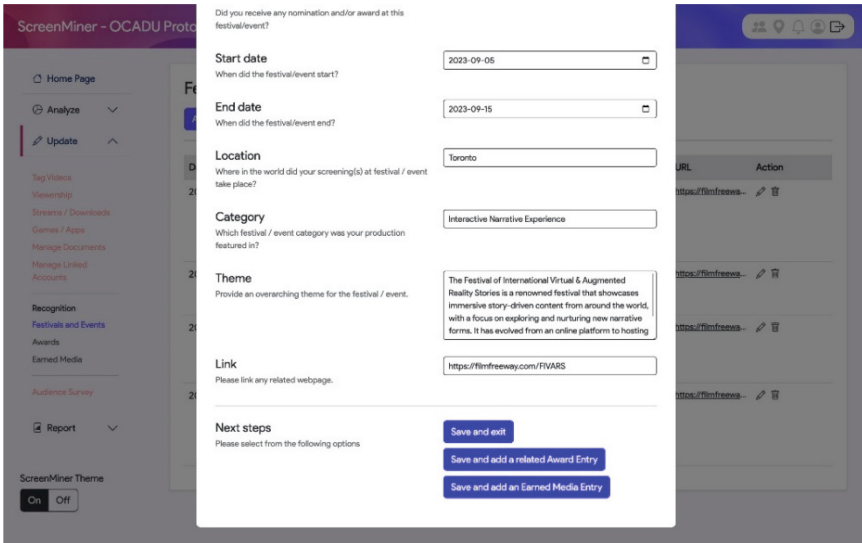 ScreenMiner - OCADU Proto
Home Page
Analyze
Update
Tag Videos
Viewership
Streams / Downloads
Games / Apps
Manage Documents
Manage Linked
Accounts
Recognition
Festivals and Events
Awards
Earned Media
Audience Survey
Report
ScreenMiner Theme
On Off
Fe
D
20
20
20
20
Did you receive any nomination and/or award at this
festival/event?
Start date
When did the festival/event start?
2023-09-05
End date
When did the festival/event end?
2023-09-15
Location
Where in the world did your screening(s) at festival / event
take place?
Toronto
Category
Which festival / event category was your production
featured in?
Interactive Narrative Experience
Theme
Provide an overarching theme for the festival / event.
The Festival of International Virtual & Augmented
Reality Stories is a renowned festival that showcases
immersive story-driven content from around the world,
with a focus on exploring and nurturing new narrative
forms. It has evolved from an online platform to hosting
Link
Please link any related webpage.
https://filmfreeway.com/FIVARS
Next steps
Please select from the following options
Save and exit
Save and add a related Award Entry
Save and add an Earned Media Entry
URL Action
https://filmfreewa...
https://filmfreewa...
https://filmfreewa...
https://filmfreewa...